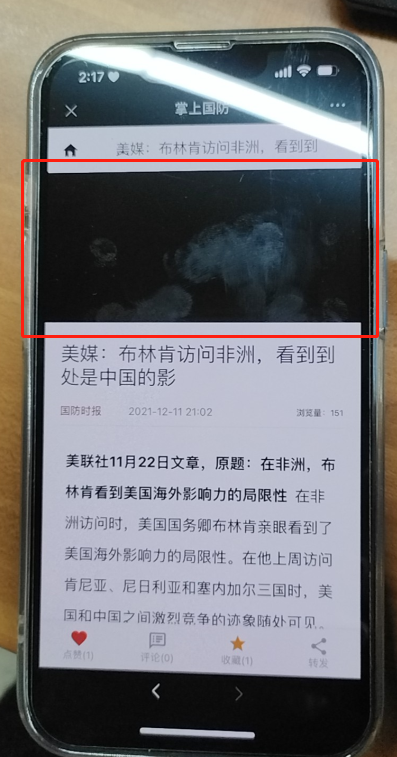 2:17
掌上国防
美媒：布林肯访问非洲，看到到
美媒：布林肯访问非洲，看到到
处是中国的影
国防时报 2021-12-11 21:02 浏览量：151
美联社11月22日文章，原题：在非洲，布
林肯看到美国海外影响力的局限性 在非
洲访问时，美国国务卿布林肯亲眼看到了
美国海外影响力的局限性。在他上周访问
肯尼亚、尼日利亚和塞内加尔三国时，美
国和中国之间激烈竞争的迹象随处可见。
点赞(1) 评论(0) 收藏(1) 转发